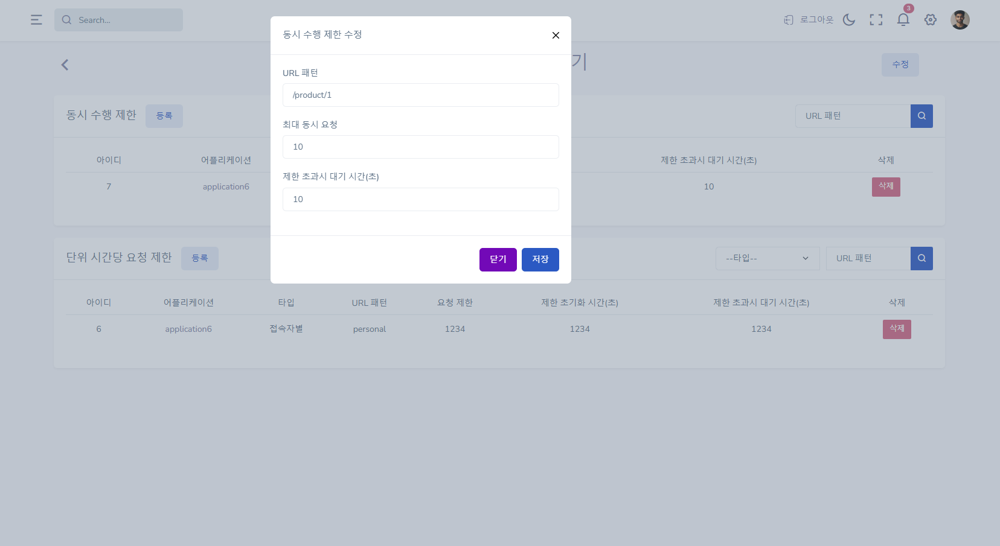 Search...
로그아웃
3
기
수정
동시 수행 제한 수정
URL 패턴
/product/1
최대 동시 요청
10
제한 초과시 대기 시간(초)
10
닫기 저장
동시 수행 제한 등록
URL 패턴
아이디 어플리케이션 제한 초과시 대기 시간(초) 삭제
7 application6 10 삭제
단위 시간당 요청 제한 등록
--타입-- URL 패턴
아이디 어플리케이션 타입 URL 패턴 요청 제한 제한 초기화 시간(초) 제한 초과시 대기 시간(초) 삭제
6 application6 접속자별 personal 1234 1234 1234 삭제